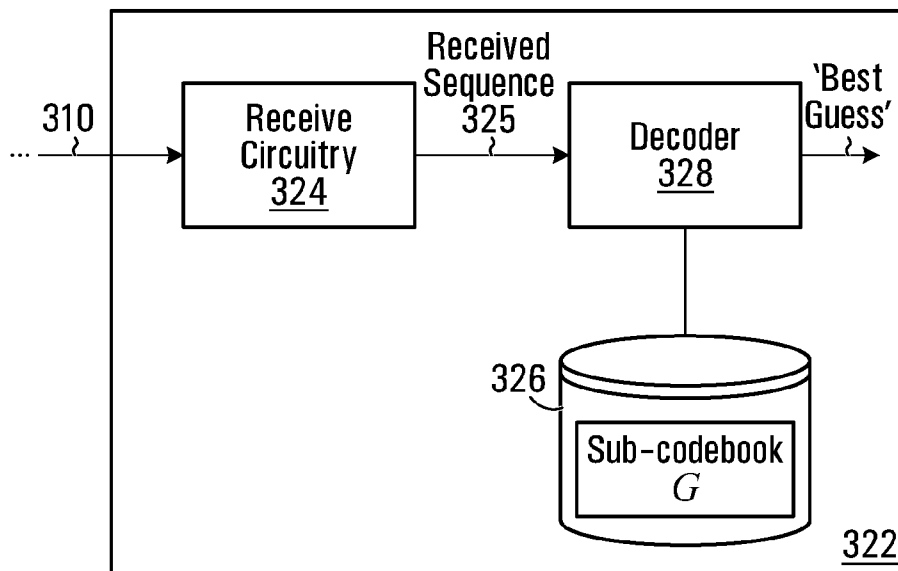 310
...
Receive
Circuitry
324
Received
Sequence
325
Decoder
328
'Best
Guess'
326
Sub-codebook
G
322